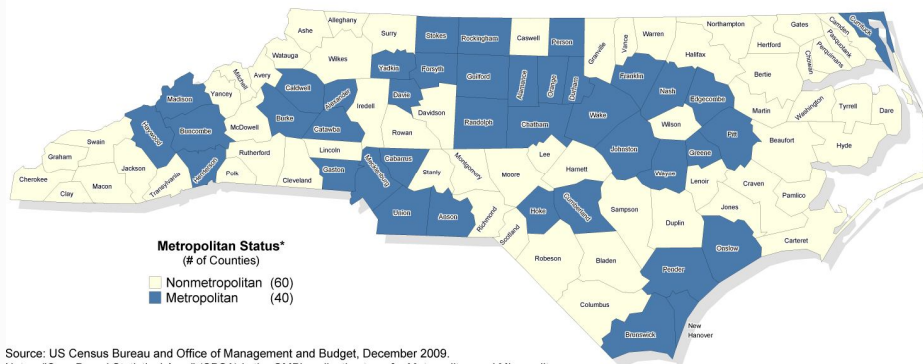 Alleghany
Ashe
Surry
Stokes
Rockingham
Caswell
Person
Granville
Vance
Warren
Northampton
Gates
Camden
Currituck
Pasquotank
Perquimans
Chowan
Hertford
Halifax
Bertie
Watauga
Wilkes
Yadkin
Forsyth
Guilford
Alamance
Orange
Durham
Franklin
Nash
Edgecombe
Martin
Washington
Tyrrell
Dare
Mitchell
Avery
Caldwell
Alexander
Iredell
Davie
Davidson
Randolph
Chatham
Wake
Wilson
Pitt
Beaufort
Hyde
Madison
Yancey
McDowell
Burke
Catawba
Rowan
Johnston
Greene
Haywood
Buncombe
Swain
Graham
Rutherford
Lincoln
Cabarrus
Stanly
Montgomery
Moore
Lee
Harnett
Wayne
Lenoir
Craven
Pamlico
Cherokee
Clay
Macon
Jackson
Transylvania
Henderson
Polk
Cleveland
Gaston
Mecklenburg
Union
Anson
Richmond
Scotland
Hoke
Cumberland
Sampson
Duplin
Jones
Carteret
Onslow
Robeson
Bladen
Pender
Columbus
Brunswick
New
Hanover
Metropolitan Status*
(# of Counties)
Nonmetropolitan (60)
Metropolitan (40)
Source: US Census Bureau and Office of Management and Budget, December 2009.